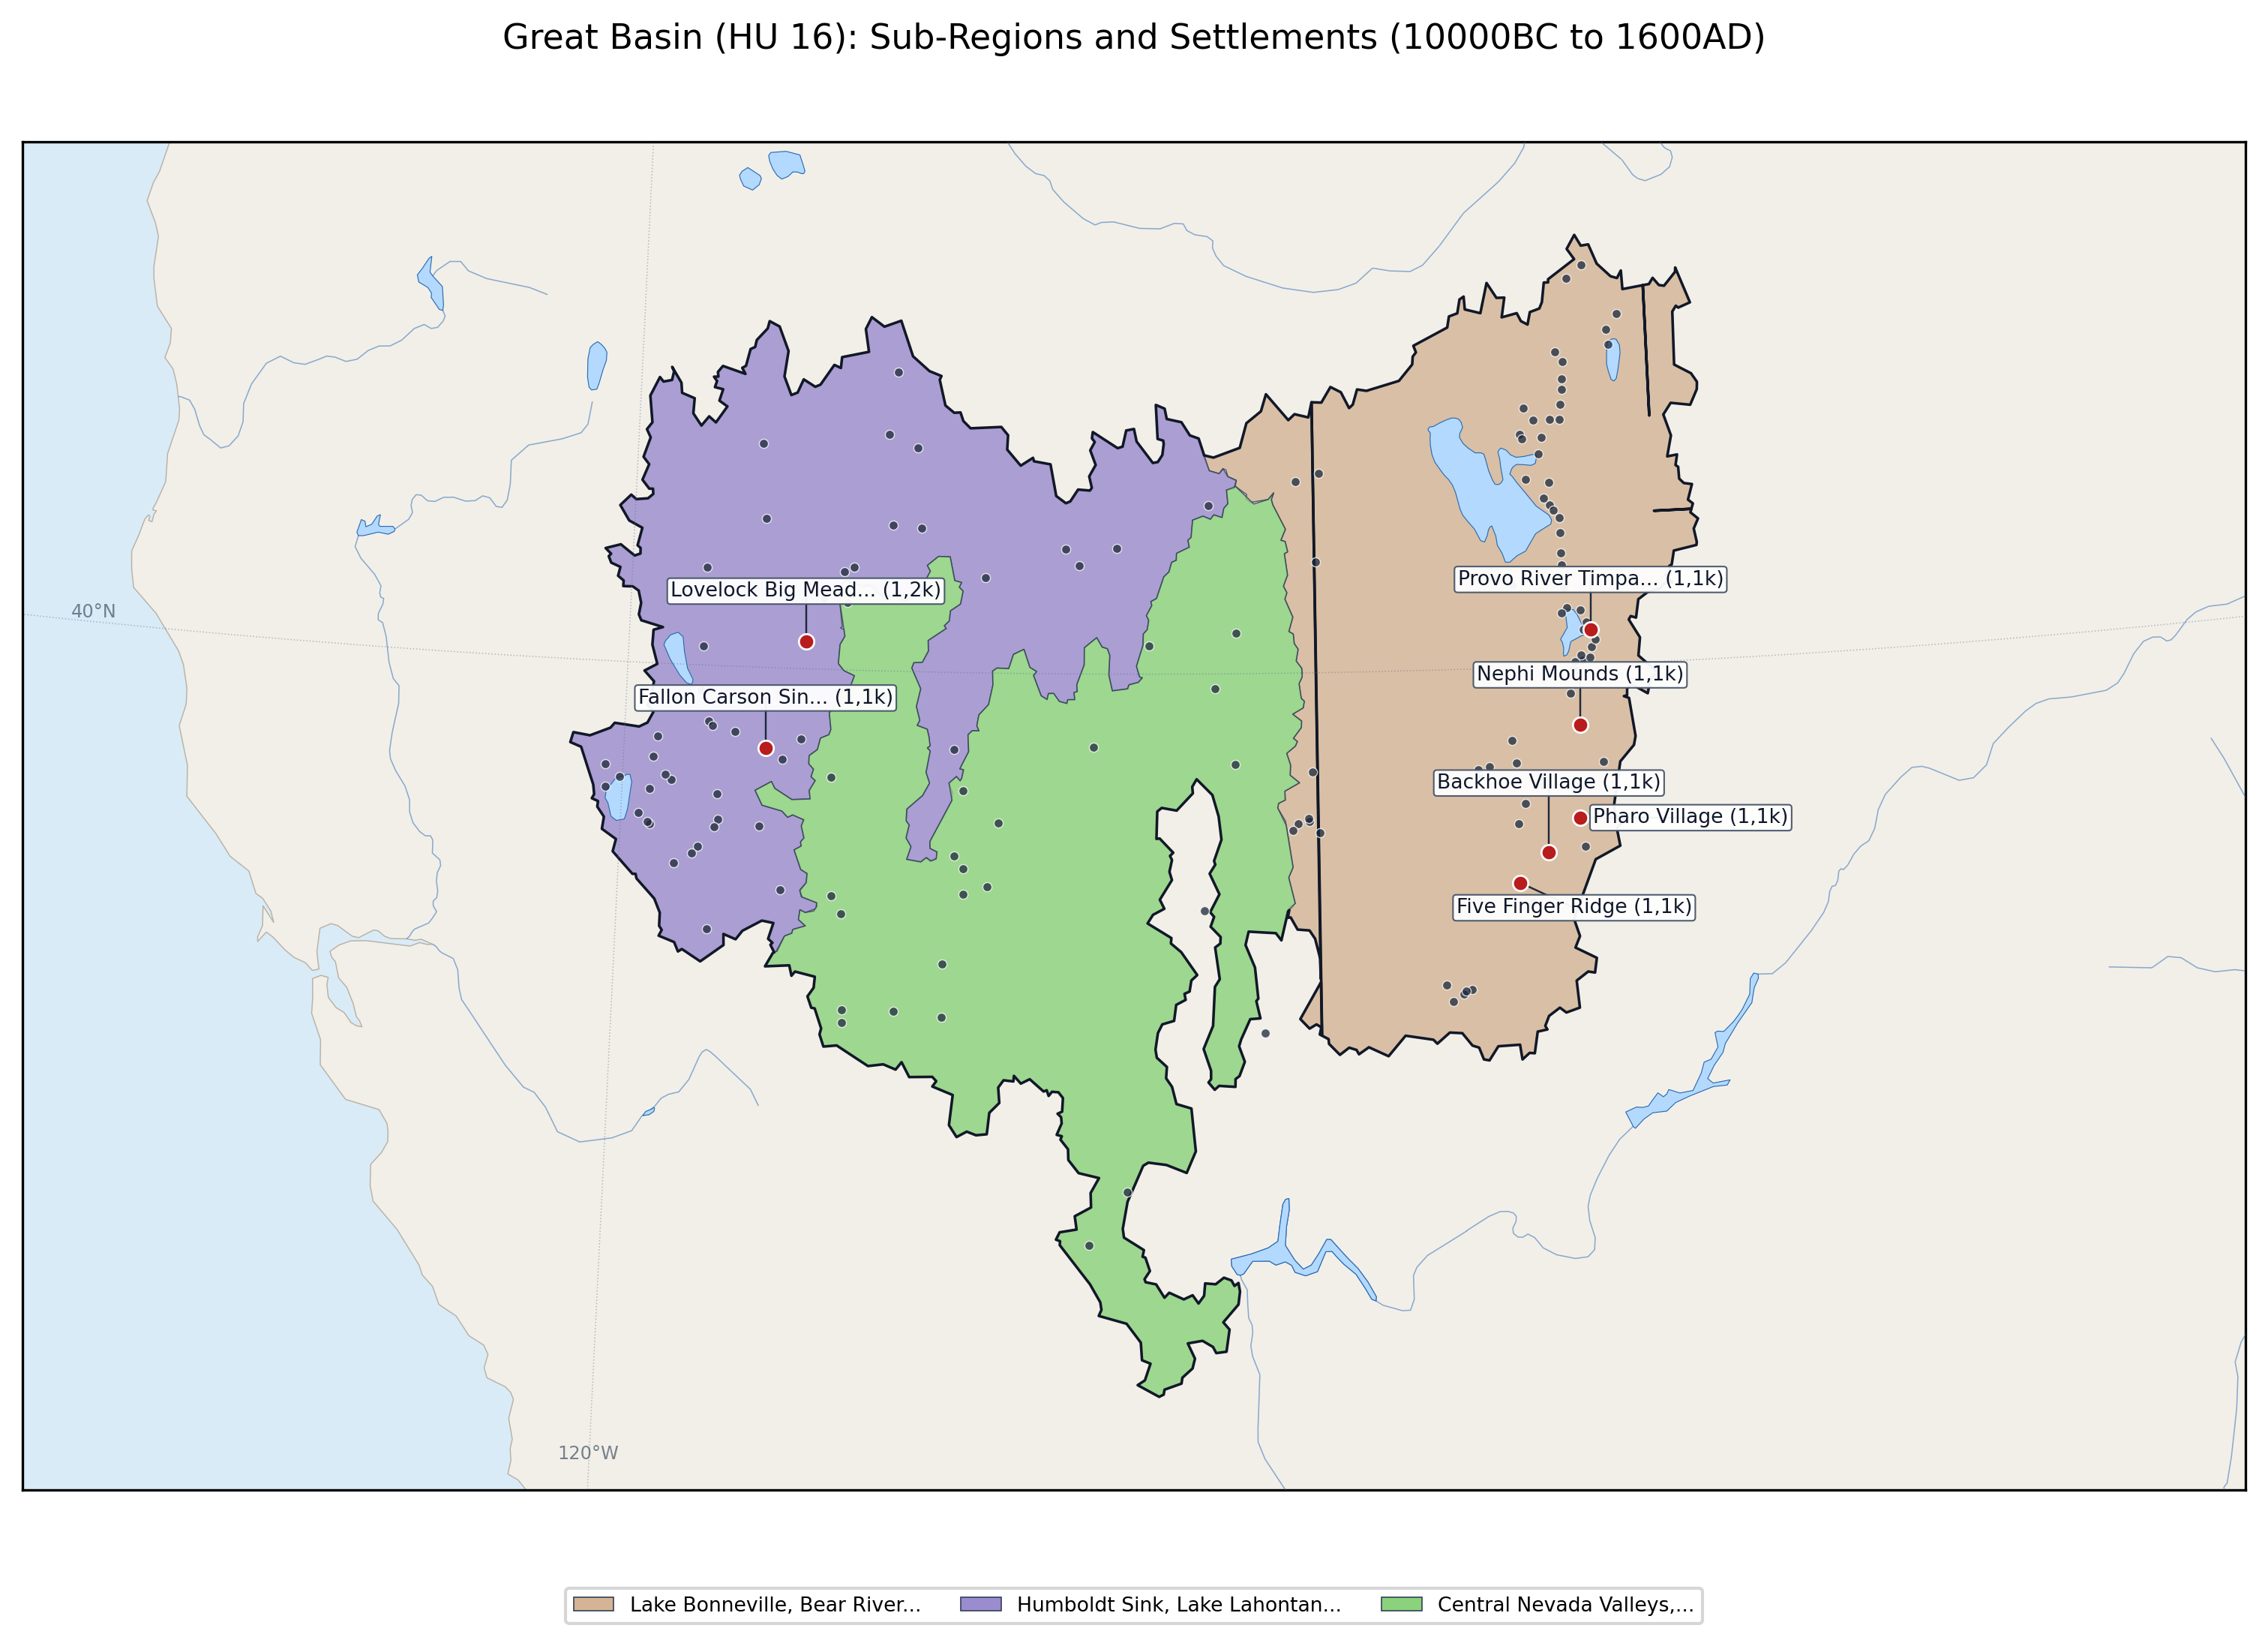 Great Basin (HU 16): Sub-Regions and Settlements (10000BC to 1600AD)
Provo River Timpa... (1,1k)
Lovelock Big Mead... (1,2k)
40°N
Nephi Mounds (1,1k)
Fallon Carson Sin... (1,1k)
Backhoe Village (1,1k)
Pharo Village (1,1k)
Five Finger Ridge (1,1k)
120°W
Lake Bonneville, Bear River...
Humboldt Sink, Lake Lahontan...
Central Nevada Valleys,...